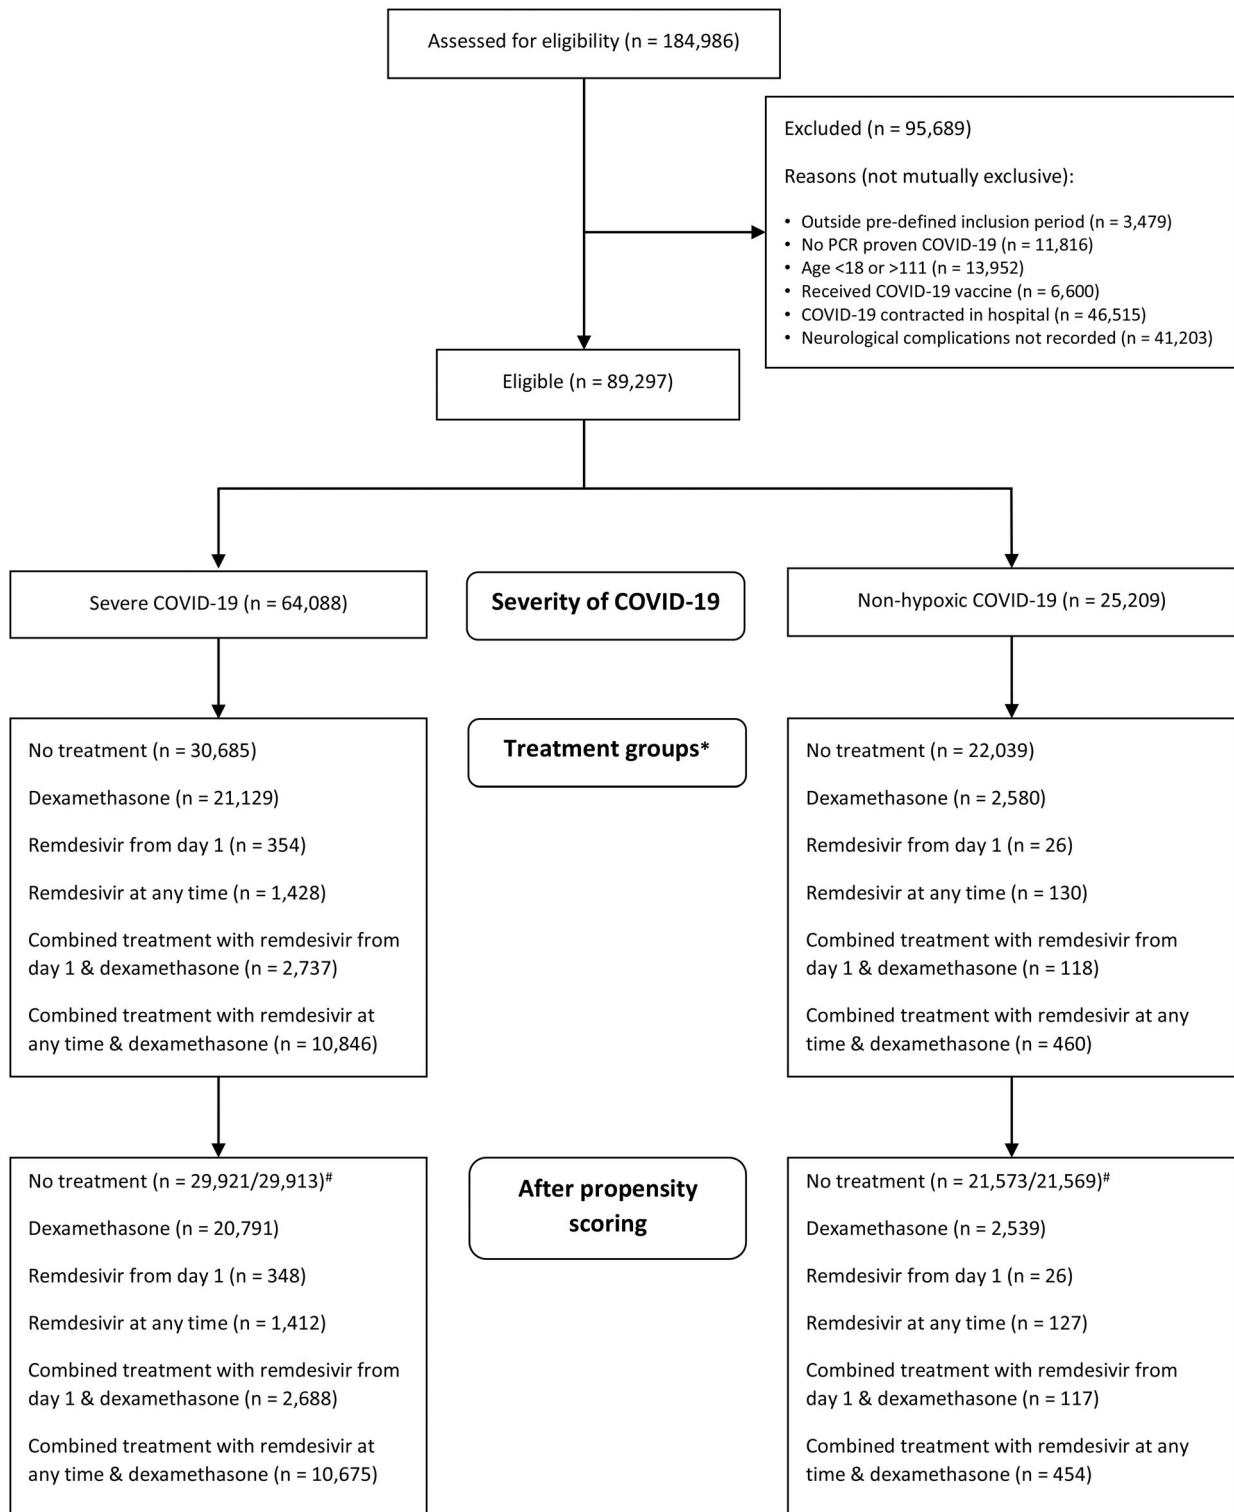 Assessed for eligibility (n = 184,986)
Excluded (n = 95,689)
Reasons (not mutually exclusive):
• Outside pre-defined inclusion period (n = 3,479)
• No PCR proven COVID-19 (n = 11,816)
• Age <18 or >111 (n = 13,952)
• Received COVID-19 vaccine (n = 6,600)
• COVID-19 contracted in hospital (n = 46,515)
• Neurological complications not recorded (n = 41,203)
Eligible (n = 89,297)
Severe COVID-19 (n = 64,088)
Severity of COVID-19
Non-hypoxic COVID-19 (n = 25,209)
No treatment (n = 30,685)
Dexamethasone (n = 21,129)
Remdesivir from day 1 (n = 354)
Remdesivir at any time (n = 1,428)
Combined treatment with remdesivir from
day 1 & dexamethasone (n = 2,737)
Combined treatment with remdesivir at
any time & dexamethasone (n = 10,846)
Treatment groups*
No treatment (n = 22,039)
Dexamethasone (n = 2,580)
Remdesivir from day 1 (n = 26)
Remdesivir at any time (n = 130)
Combined treatment with remdesivir from
day 1 & dexamethasone (n = 118)
Combined treatment with remdesivir at any
time & dexamethasone (n = 460)
No treatment (n = 29,921/29,913)#
Dexamethasone (n = 20,791)
Remdesivir from day 1 (n = 348)
Remdesivir at any time (n = 1,412)
Combined treatment with remdesivir from
day 1 & dexamethasone (n = 2,688)
Combined treatment with remdesivir at
any time & dexamethasone (n = 10,675)
After propensity
scoring
No treatment (n = 21,573/21,569)#
Dexamethasone (n = 2,539)
Remdesivir from day 1 (n = 26)
Remdesivir at any time (n = 127)
Combined treatment with remdesivir from
day 1 & dexamethasone (n = 117)
Combined treatment with remdesivir at any
time & dexamethasone (n = 454)